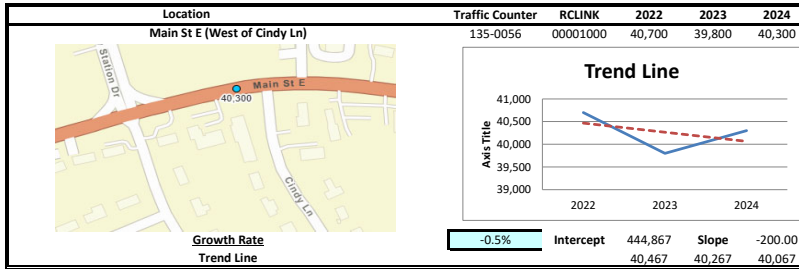 Location Traffic Counter RCLINK 2022 2023 2024
Main St E (West of Cindy Ln) 135-0056 00001000 40,700 39,800 40,300
Station Dr
Main St E
40,300
Cindy Ln
Trend Line
Axis Title
41,000
40,500
40,000
39,500
39,000
2022 2023 2024
Growth Rate -0.5% Intercept 444,867 Slope -200.00
Trend Line 40,467 40,267 40,067